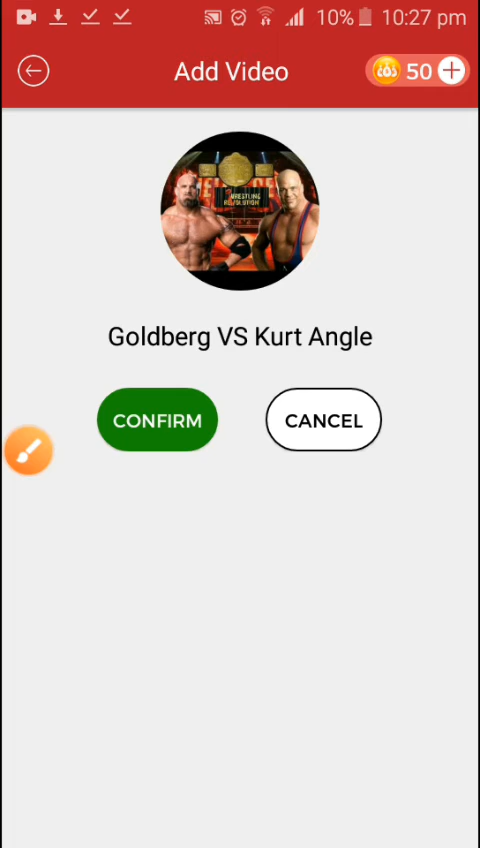 10% 10:27 pm
Add Video
50
WRESTLING
REVOLUTION
Goldberg VS Kurt Angle
CONFIRM
CANCEL